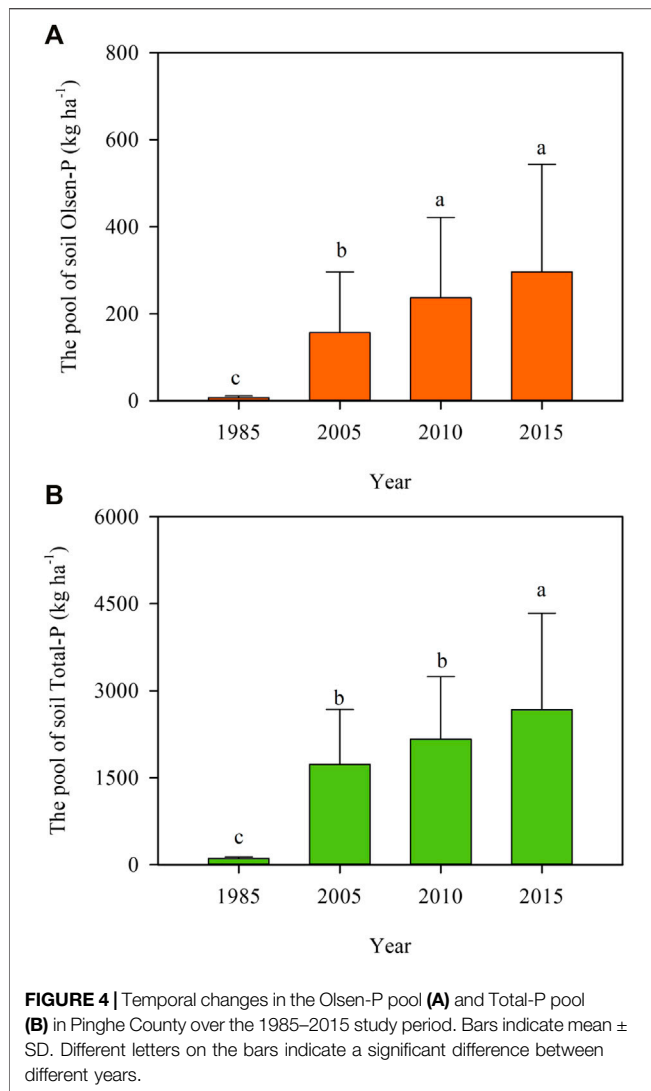 A
The pool of soil Olsen-P (kg ha⁻¹)
800
600
400
200
0
c
b
a
a
1985 2005 2010 2015
Year
B
The pool of soil Total-P (kg ha⁻¹)
6000
4500
3000
1500
0
c
b
b
a
1985 2005 2010 2015
Year
FIGURE 4 | Temporal changes in the Olsen-P pool (A) and Total-P pool
(B) in Pinghe County over the 1985–2015 study period. Bars indicate mean ±
SD. Different letters on the bars indicate a significant difference between
different years.